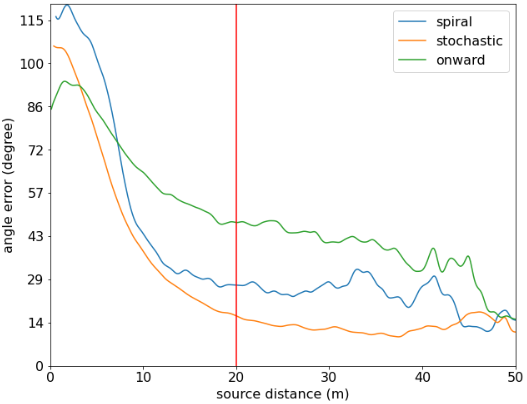 115
100
86
72
57
43
29
14
0
angle error (degree)
spiral
stochastic
onward
0 10 20 30 40 50
source distance (m)